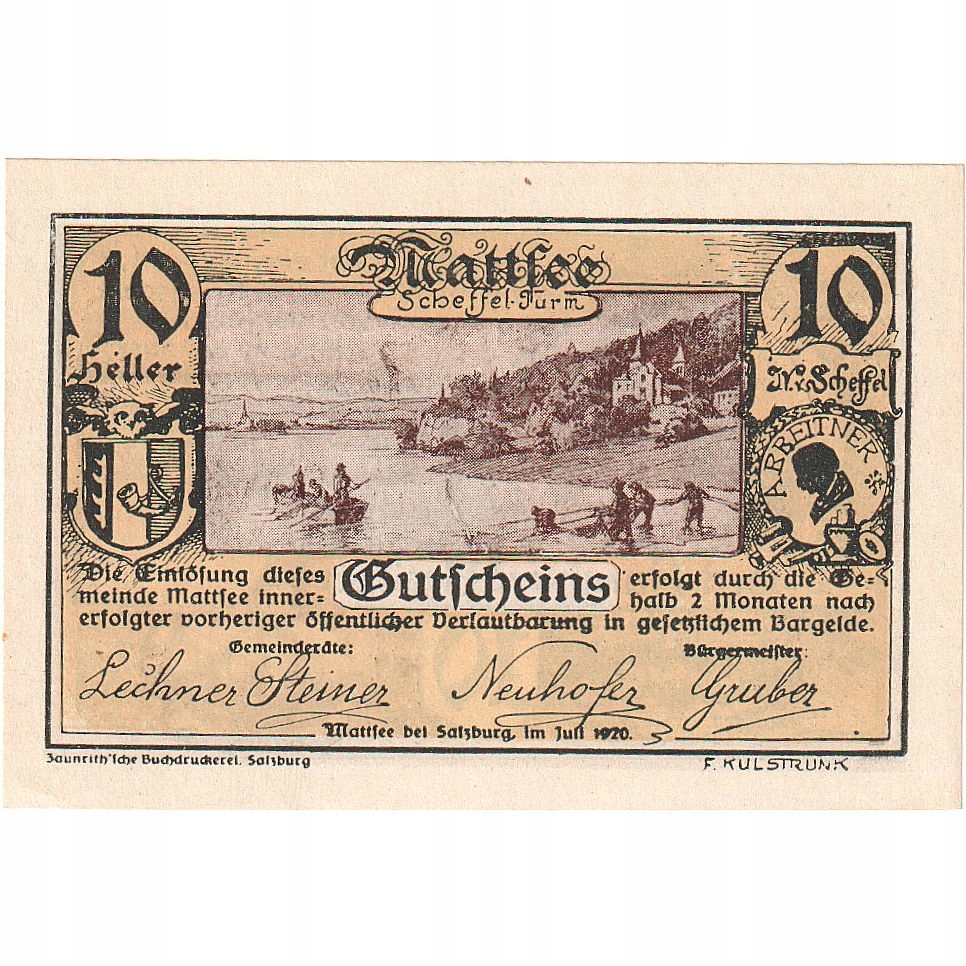 10
Heller
Mattsee
Scheffel-Turm
10
W.v.Scheffel
ARBEITNER
Die Einlösung dieses Gutscheins erfolgt durch die Ge-
meinde Mattsee inner- halb 2 Monaten nach
erfolgter vorheriger öffentlicher Verlautbarung in gesetzlichem Bargelde.
Gemeinderäte: Bürgermeister:
Lechner Steiner Neuhofer Gruber
Mattsee bei Salzburg, im Juli 1920.
Zaunrith'sche Buchdruckerei, Salzburg
F. KULSTRUNK